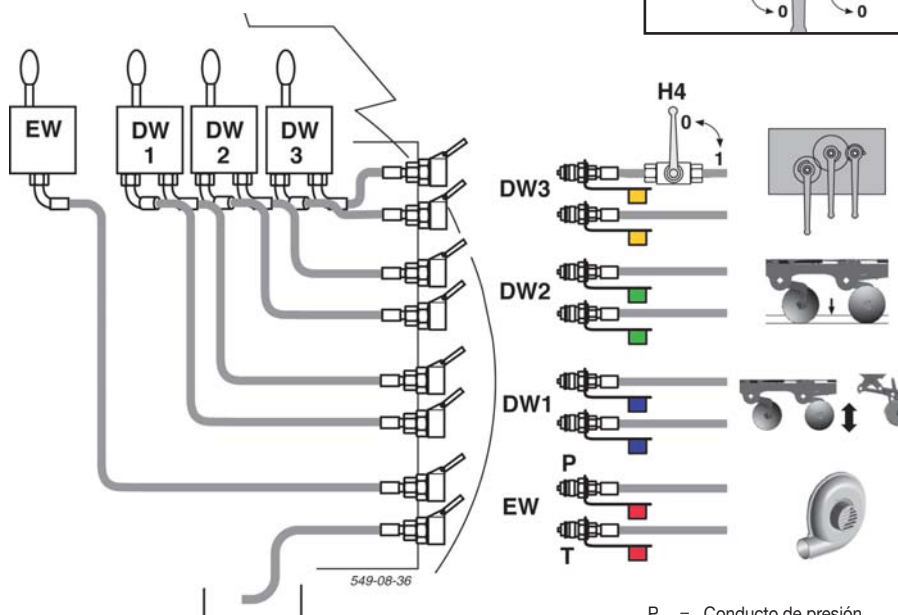 0 0
H4
EW
DW
1
DW
2
DW
3
0
1
DW3
DW2
DW1
P
EW
T
549-08-36
P = Conducto de presión